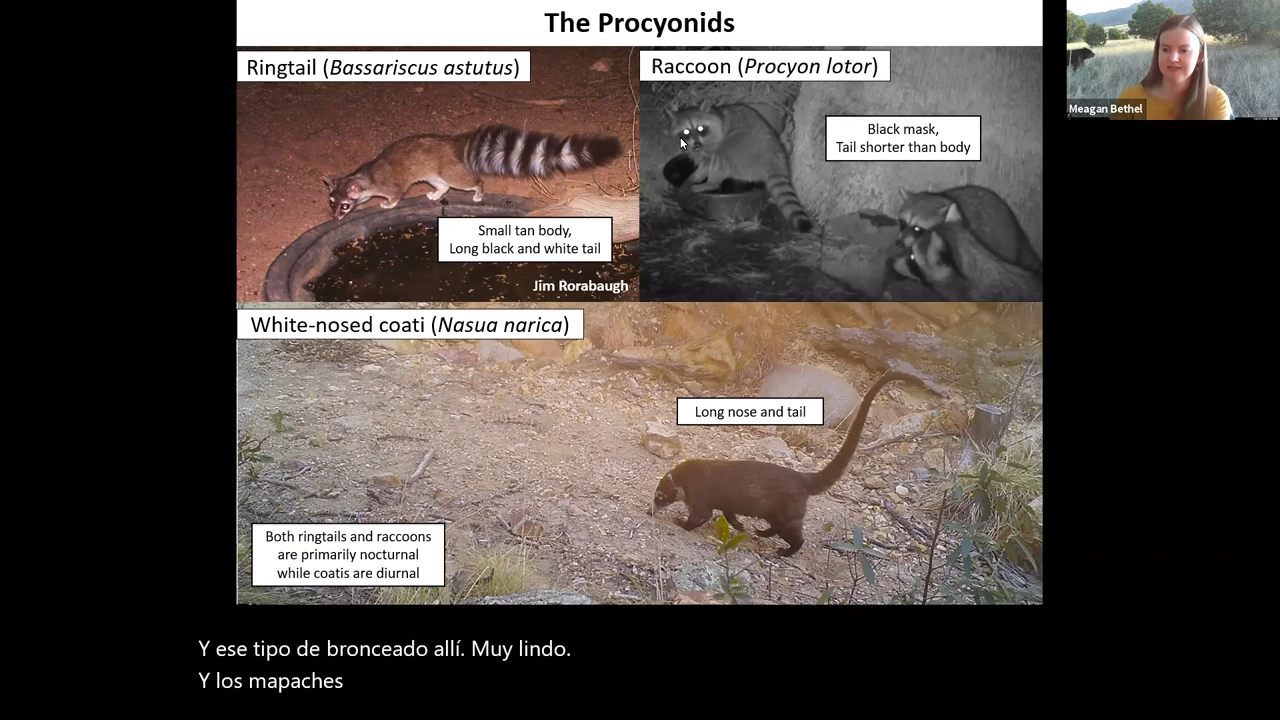 The Procyonids
Ringtail (Bassariscus astutus)
Raccoon (Procyon lotor)
Meagan Bethel
Black mask,
Tail shorter than body
Small tan body,
Long black and white tail
Jim Rorabaugh
White-nosed coati (Nasua narica)
Long nose and tail
Both ringtails and raccoons
are primarily nocturnal
while coatis are diurnal
Y ese tipo de bronceado allí. Muy lindo.
Y los mapaches